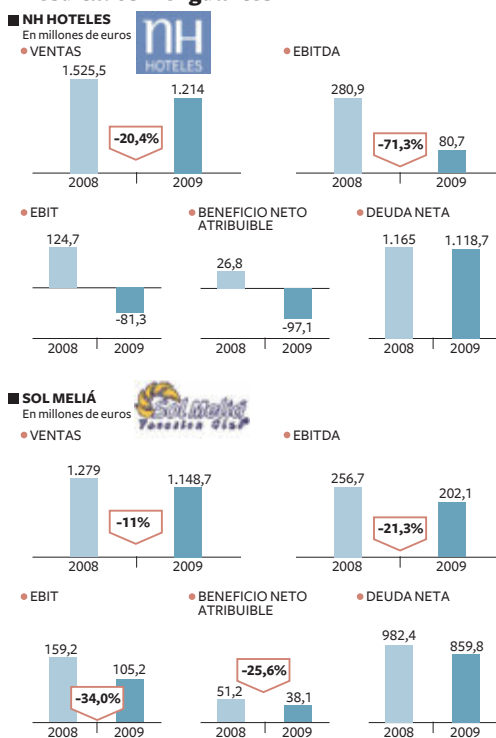 NH HOTELES
En millones de euros
nH
HOTELES
VENTAS
1.525,5
1.214
-20,4%
2008
2009
EBITDA
280,9
80,7
-71,3%
2008
2009
EBIT
124,7
-81,3
2008
2009
BENEFICIO NETO
ATRIBUIBLE
26,8
-97,1
2008
2009
DEUDA NETA
1.165
1.118,7
2008
2009
SOL MELIÁ
En millones de euros
Sol Meliá
Vacation Club
VENTAS
1.279
1.148,7
-11%
2008
2009
EBITDA
256,7
202,1
-21,3%
2008
2009
EBIT
159,2
105,2
-34,0%
2008
2009
BENEFICIO NETO
ATRIBUIBLE
51,2
38,1
-25,6%
2008
2009
DEUDA NETA
982,4
859,8
2008
2009